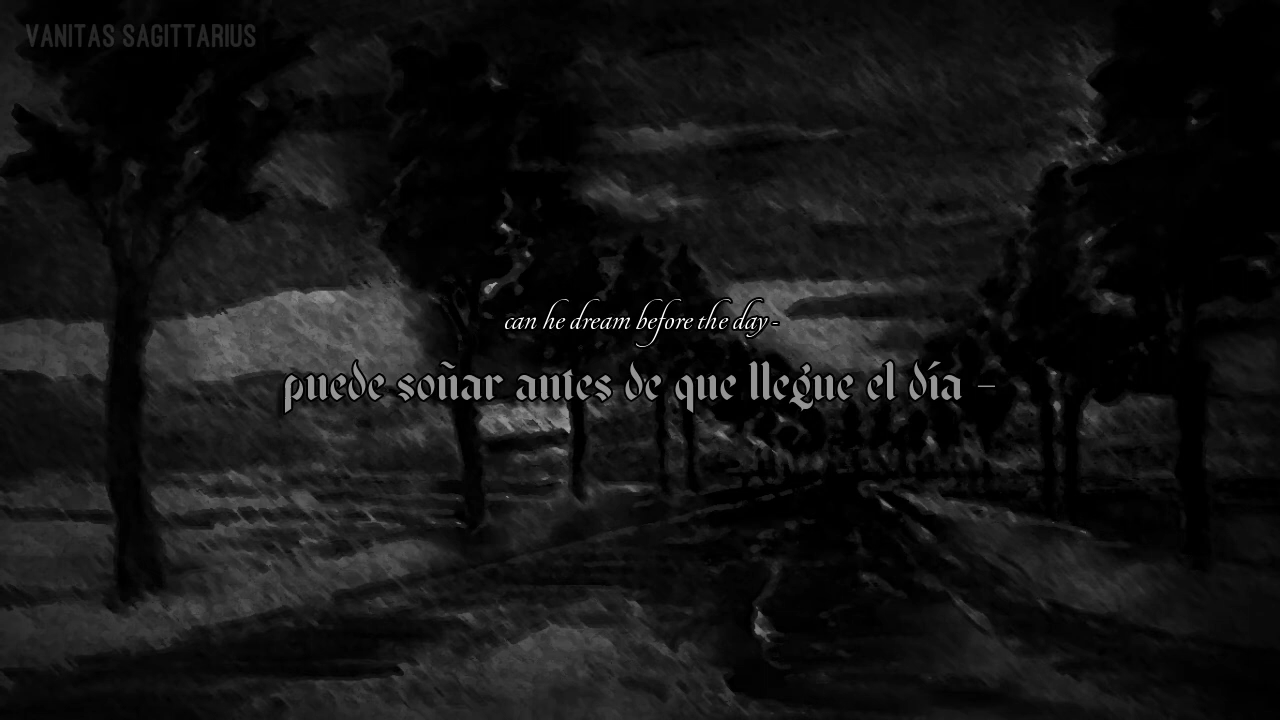 VANITAS SAGITTARIUS
can he dream before the day -
puede soñar antes de que llegue el día –